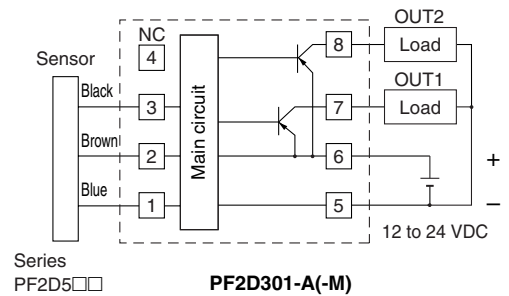 OUT2
NC
4
8
Load
Sensor
OUT1
Black
3
7
Load
Brown
2
Main circuit
6
+
Blue
1
5
−
12 to 24 VDC
Series
PF2D5□□
PF2D301-A(-M)